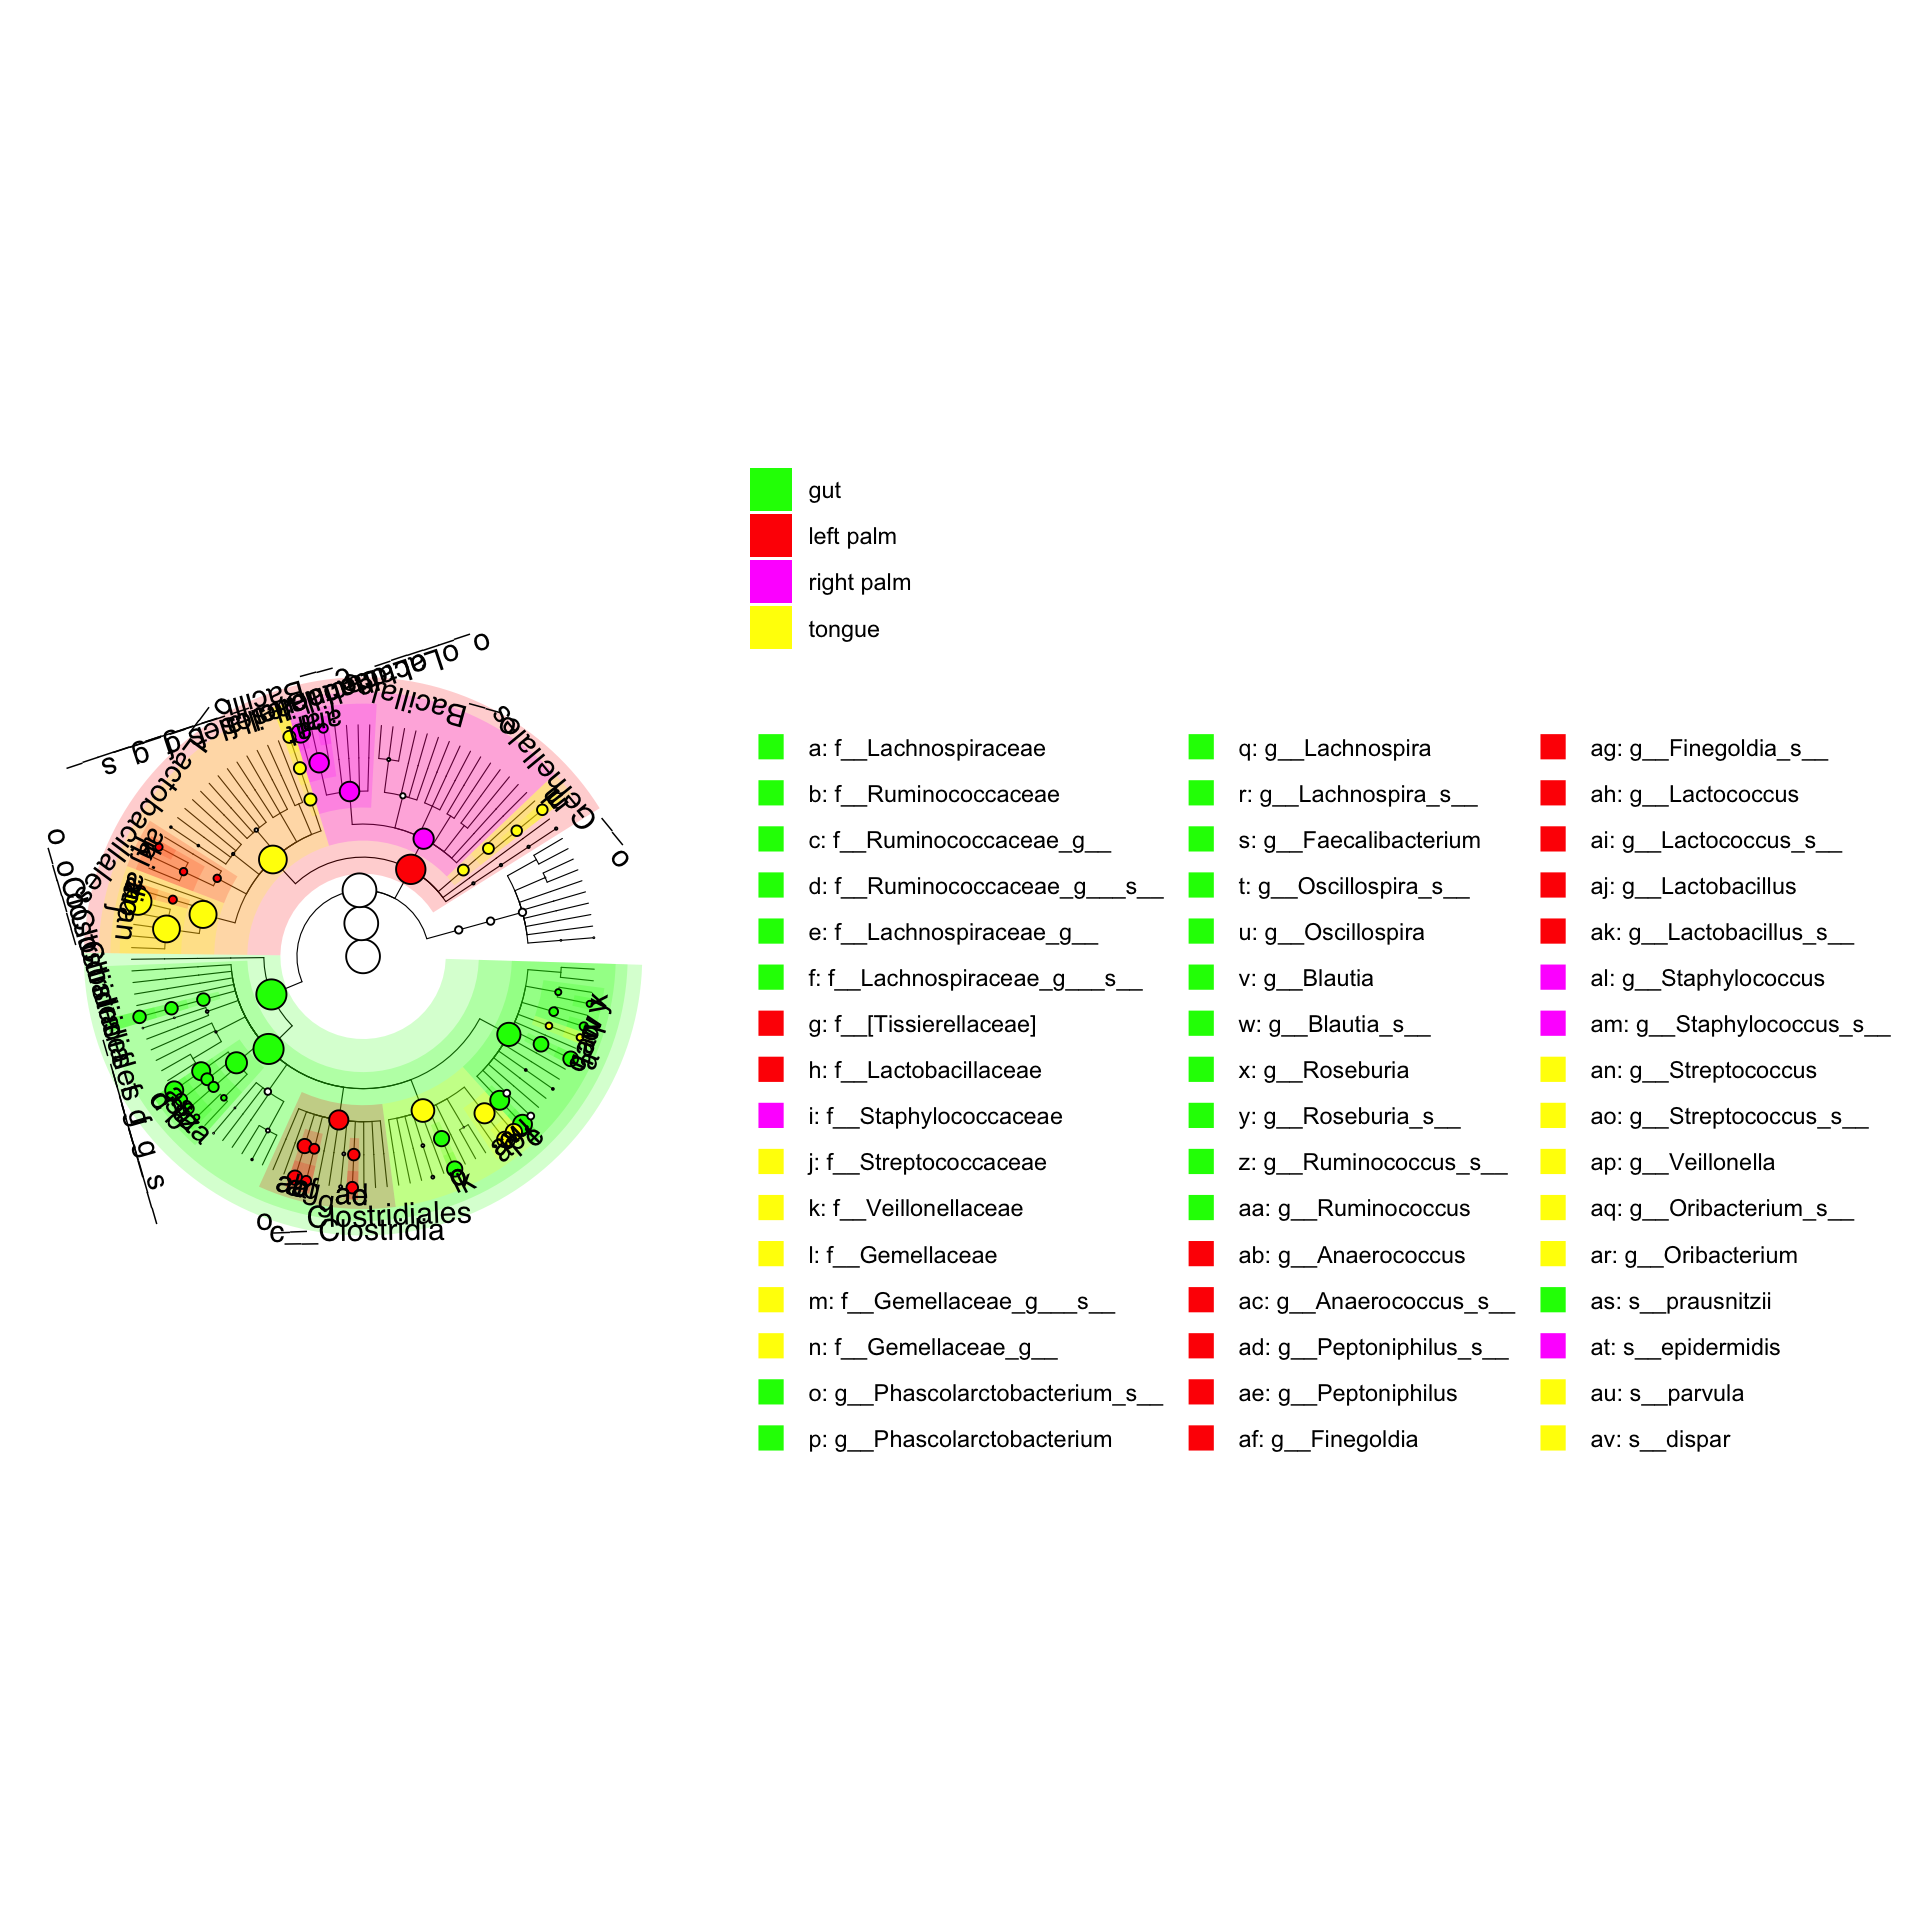 gut
left palm
right palm
tongue
a: f__Lachnospiraceae
b: f__Ruminococcaceae
c: f__Ruminococcaceae_g__
d: f__Ruminococcaceae_g___s__
e: f__Lachnospiraceae_g__
f: f__Lachnospiraceae_g___s__
g: f__[Tissierellaceae]
h: f__Lactobacillaceae
i: f__Staphylococcaceae
j: f__Streptococcaceae
k: f__Veillonellaceae
l: f__Gemellaceae
m: f__Gemellaceae_g___s__
n: f__Gemellaceae_g__
o: g__Phascolarctobacterium_s__
p: g__Phascolarctobacterium
q: g__Lachnospira
r: g__Lachnospira_s__
s: g__Faecalibacterium
t: g__Oscillospira_s__
u: g__Oscillospira
v: g__Blautia
w: g__Blautia_s__
x: g__Roseburia
y: g__Roseburia_s__
z: g__Ruminococcus_s__
aa: g__Ruminococcus
ab: g__Anaerococcus
ac: g__Anaerococcus_s__
ad: g__Peptoniphilus_s__
ae: g__Peptoniphilus
af: g__Finegoldia
ag: g__Finegoldia_s__
ah: g__Lactococcus
ai: g__Lactococcus_s__
aj: g__Lactobacillus
ak: g__Lactobacillus_s__
al: g__Staphylococcus
am: g__Staphylococcus_s__
an: g__Streptococcus
ao: g__Streptococcus_s__
ap: g__Veillonella
aq: g__Oribacterium_s__
ar: g__Oribacterium
as: s__prausnitzii
at: s__epidermidis
au: s__parvula
av: s__dispar
o__Clostridiales
c__Clostridia